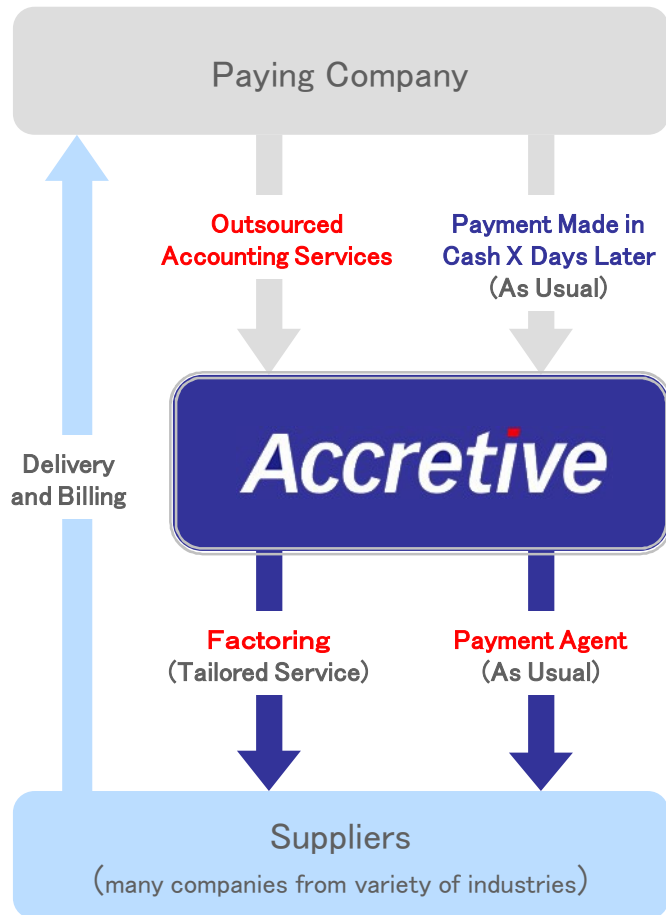 Paying Company
Outsourced
Accounting Services
Payment Made in
Cash X Days Later
(As Usual)
Delivery
and Billing
Accretive
Factoring
(Tailored Service)
Payment Agent
(As Usual)
Suppliers
(many companies from variety of industries)